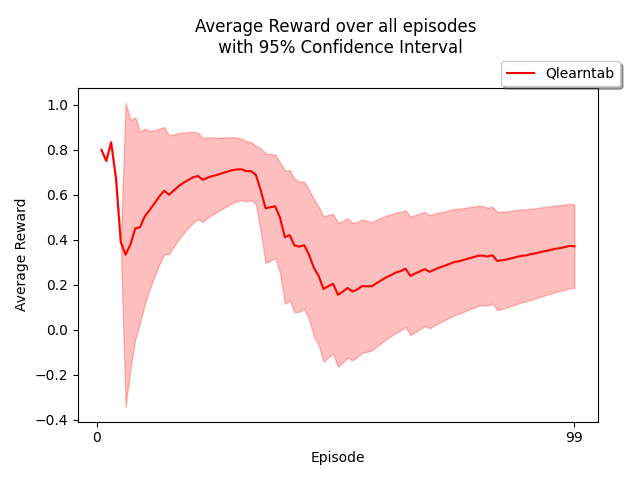 Average Reward over all episodes
with 95% Confidence Interval
Qlearntab
1.0
0.8
0.6
0.4
0.2
0.0
−0.2
−0.4
Average Reward
0
99
Episode